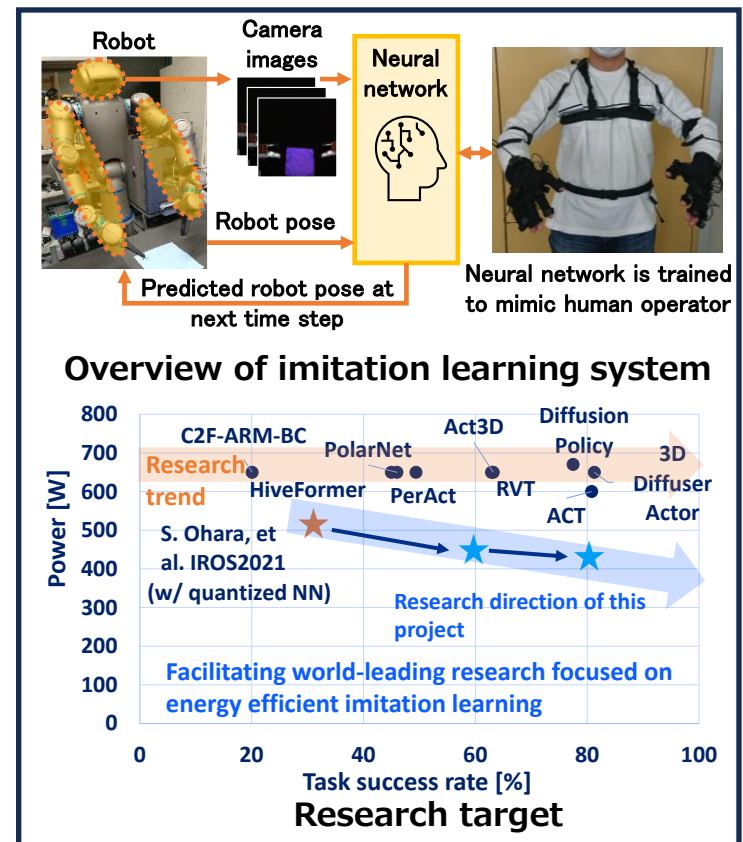 Robot
Camera
images
Neural
network
Robot pose
Predicted robot pose at
next time step
Neural network is trained
to mimic human operator
Overview of imitation learning system
800
700
600
500
400
300
200
100
0
Power [W]
C2F-ARM-BC
PolarNet
Act3D
Diffusion
Policy
3D
Diffuser
Actor
Research
trend
HiveFormer
PerAct
RVT
ACT
S. Ohara, et
al. IROS2021
(w/ quantized NN)
Research direction of this
project
Facilitating world-leading research focused on
energy efficient imitation learning
0 20 40 60 80 100
Task success rate [%]
Research target